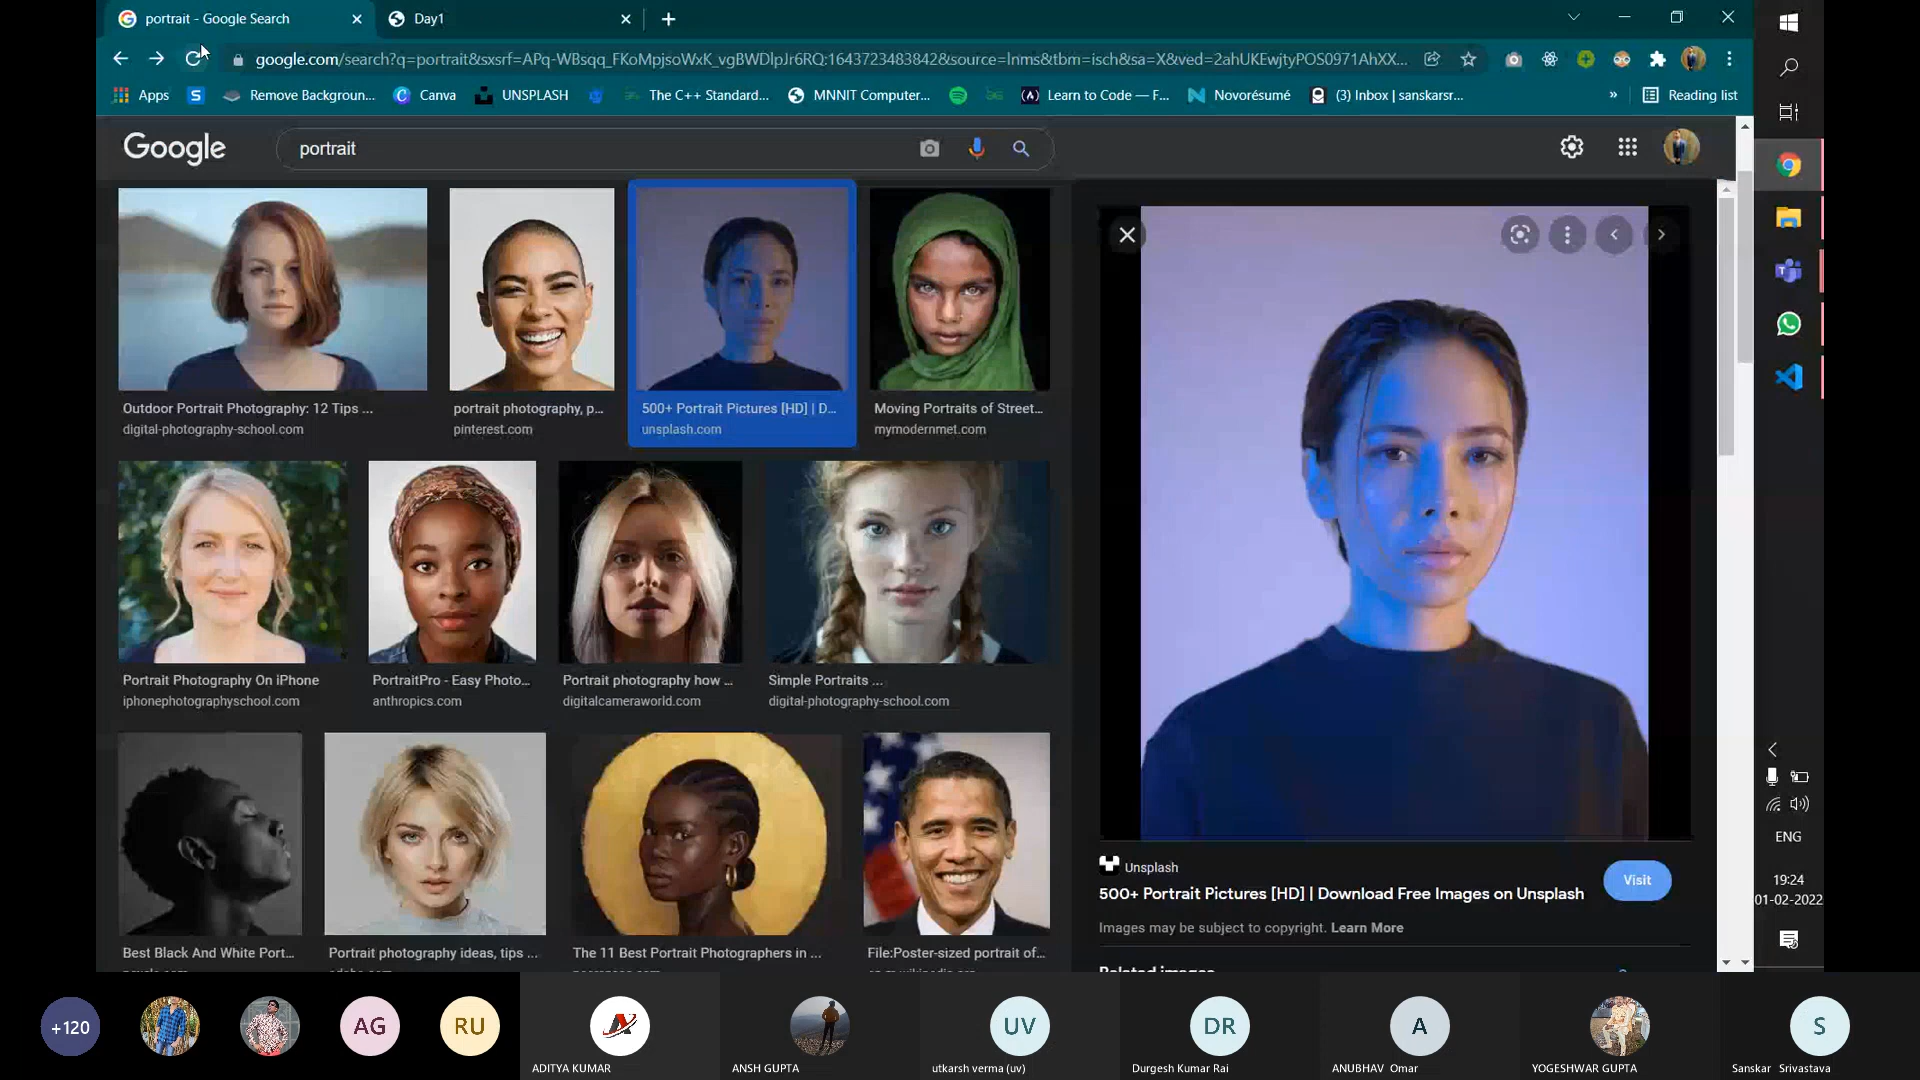 portrait - Google Search
Day1
google.com/search?q=portrait&sxsrf=APq-WBsqq_FKoMpjsoWxK_vgBWDlpJr6RQ:1643723483842&source=lnms&tbm=isch&sa=X&ved=2ahUKEwjtyPOS0971AhXX...
Apps
S
Remove Backgroun...
Canva
UNSPLASH
The C++ Standard...
MNNIT Computer...
Learn to Code — F...
Novorésumé
(3) Inbox | sanskarsr...
»
Reading list
Google
portrait
Outdoor Portrait Photography: 12 Tips ...
digital-photography-school.com
portrait photography, p...
pinterest.com
500+ Portrait Pictures [HD] | D...
unsplash.com
Moving Portraits of Street...
mymodernmet.com
Portrait Photography On iPhone
iphonephotographyschool.com
PortraitPro - Easy Photo...
anthropics.com
Portrait photography how ...
digitalcameraworld.com
Simple Portraits ...
digital-photography-school.com
Best Black And White Port...
Portrait photography ideas, tips ...
The 11 Best Portrait Photographers in ...
File:Poster-sized portrait of...
Unsplash
500+ Portrait Pictures [HD] | Download Free Images on Unsplash
Visit
Images may be subject to copyright. Learn More
Related images
ENG
19:24
01-02-2022
+120
AG
RU
ADITYA KUMAR
ANSH GUPTA
UV
utkarsh verma (uv)
DR
Durgesh Kumar Rai
A
ANUBHAV Omar
YOGESHWAR GUPTA
S
Sanskar Srivastava